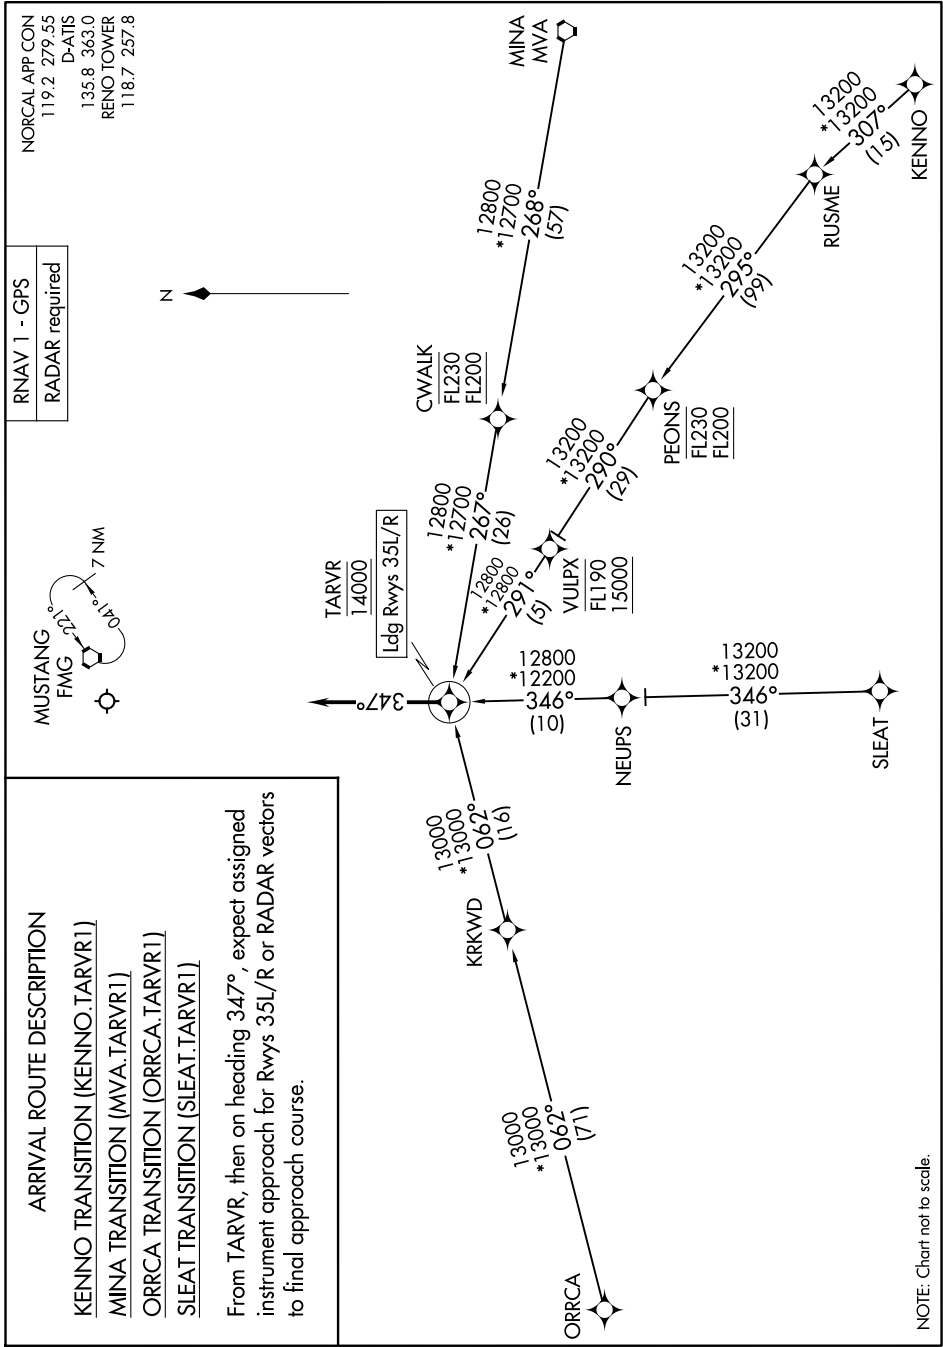 ARRIVAL ROUTE DESCRIPTION
KENNO TRANSITION (KENNO.TARVR1)
MINA TRANSITION (MVA.TARVR1)
ORRCA TRANSITION (ORRCA.TARVR1)
SLEAT TRANSITION (SLEAT.TARVR1)
From TARVR, then on heading 347°, expect assigned
instrument approach for Rwys 35L/R or RADAR vectors
to final approach course.
MUSTANG
FMG
221°
041°
7 NM
RNAV 1 - GPS
RADAR required
NORCAL APP CON
119.2 279.55
D-ATIS
135.8 363.0
RENO TOWER
118.7 257.8
N
347°
TARVR
14000
Ldg Rwys 35L/R
12800
*12700
267°
(26)
CWALK
FL230
FL200
12800
*12700
268°
(57)
MINA
MVA
12800
*12800
291°
(5)
VULPX
FL190
15000
13200
*13200
290°
(29)
PEONS
FL230
FL200
13200
*13200
295°
(99)
RUSME
13200
*13200
307°
(15)
KENNO
13000
*13000
062°
(16)
KRKWD
13000
*13000
062°
(71)
ORRCA
12800
*12200
346°
(10)
NEUPS
13200
*13200
346°
(31)
SLEAT
NOTE: Chart not to scale.